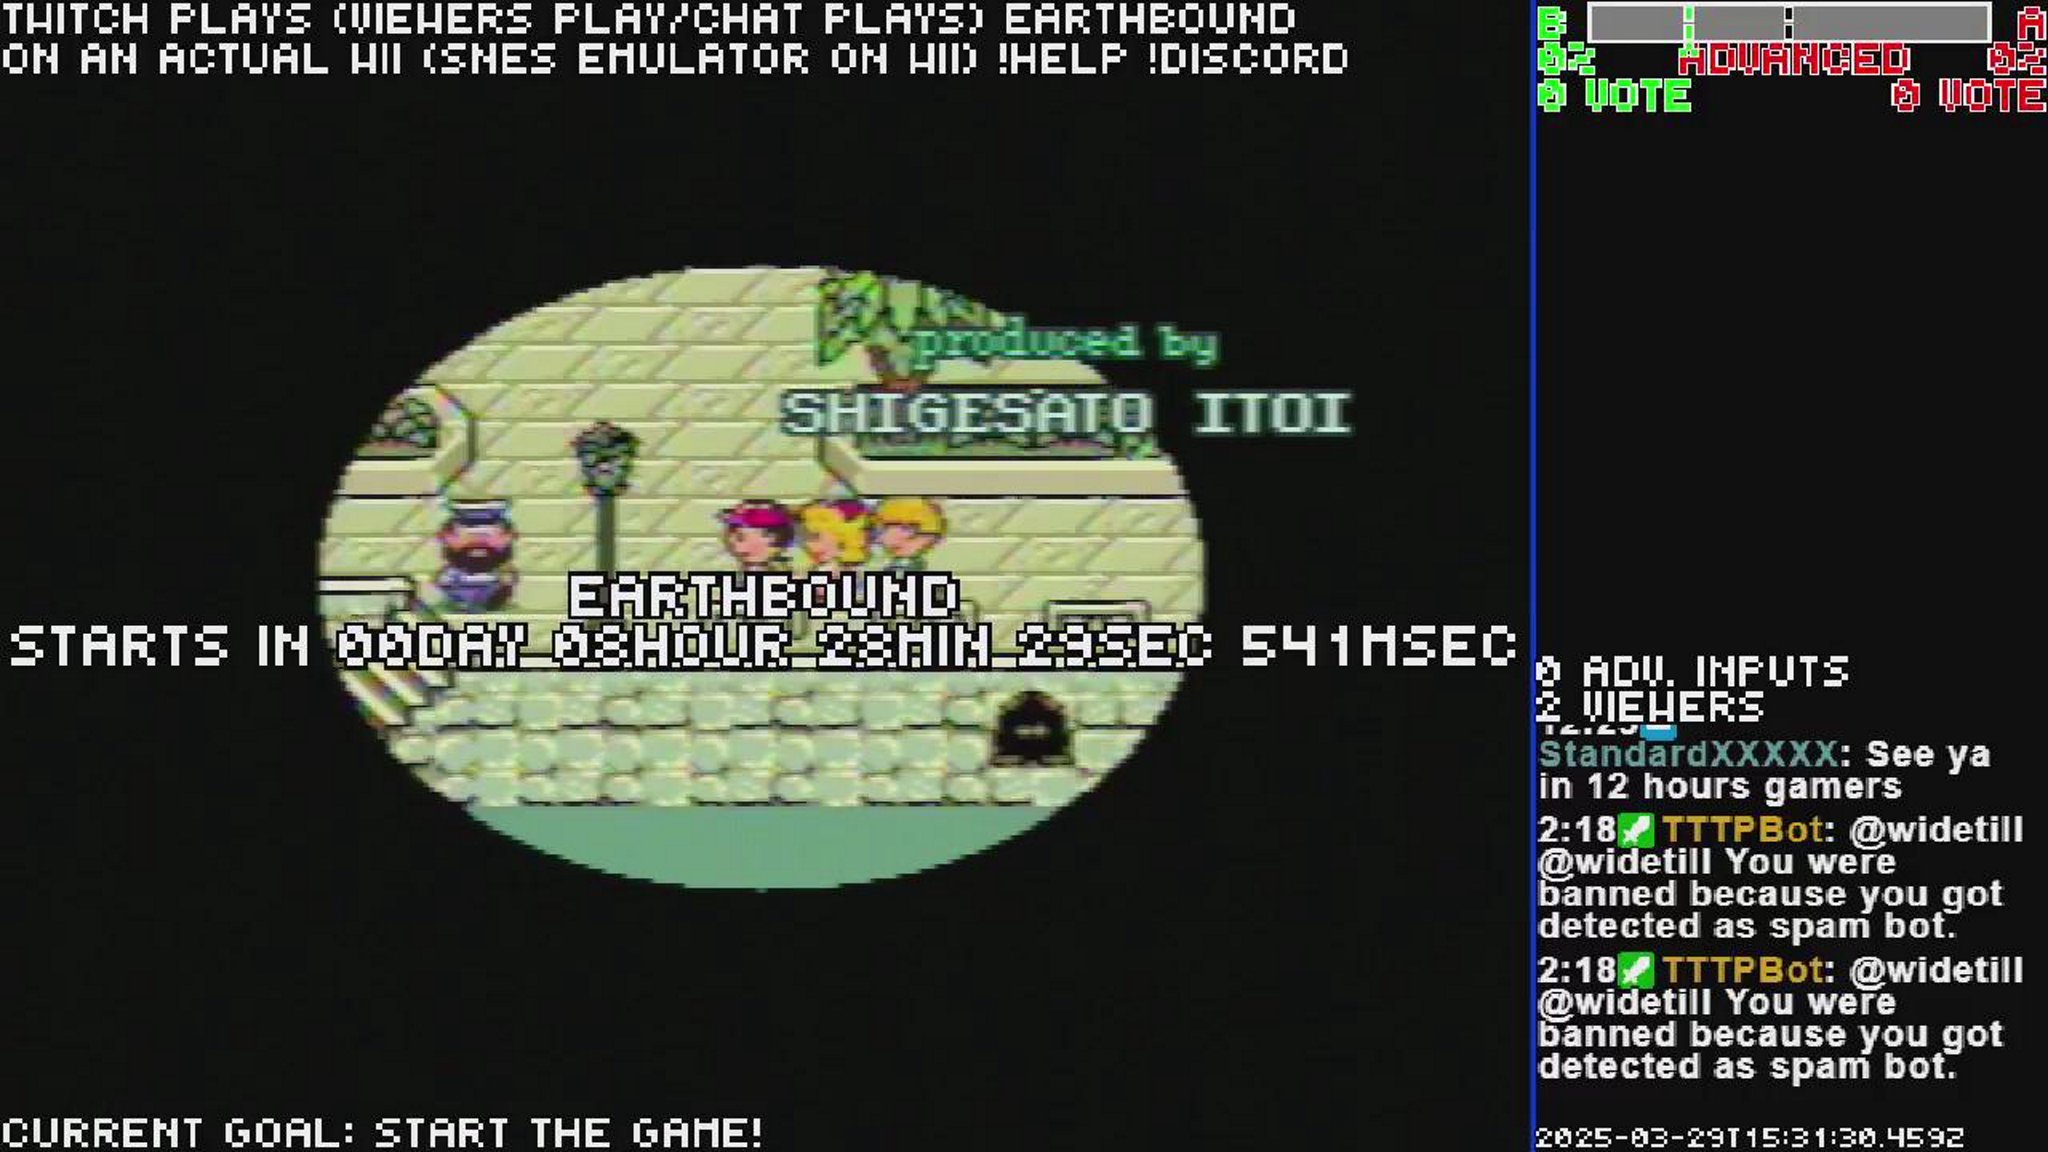 TWITCH PLAYS (VIEWERS PLAY/CHAT PLAYS) EARTHBOUND
ON AN ACTUAL WII (SNES EMULATOR ON WII) !HELP !DISCORD
produced by
SHIGESATO ITOI
EARTHBOUND
STARTS IN 00DAY 08HOUR 28MIN 29SEC 541MSEC
CURRENT GOAL: START THE GAME!
B A
0% ADVANCED 0%
0 VOTE 0 VOTE
0 ADV. INPUTS
2 VIEWERS
StandardXXXXX: See ya
in 12 hours gamers
2:18 TTTPBot: @widetill
@widetill You were
banned because you got
detected as spam bot.
2:18 TTTPBot: @widetill
@widetill You were
banned because you got
detected as spam bot.
2025-03-29T15:31:30.459Z